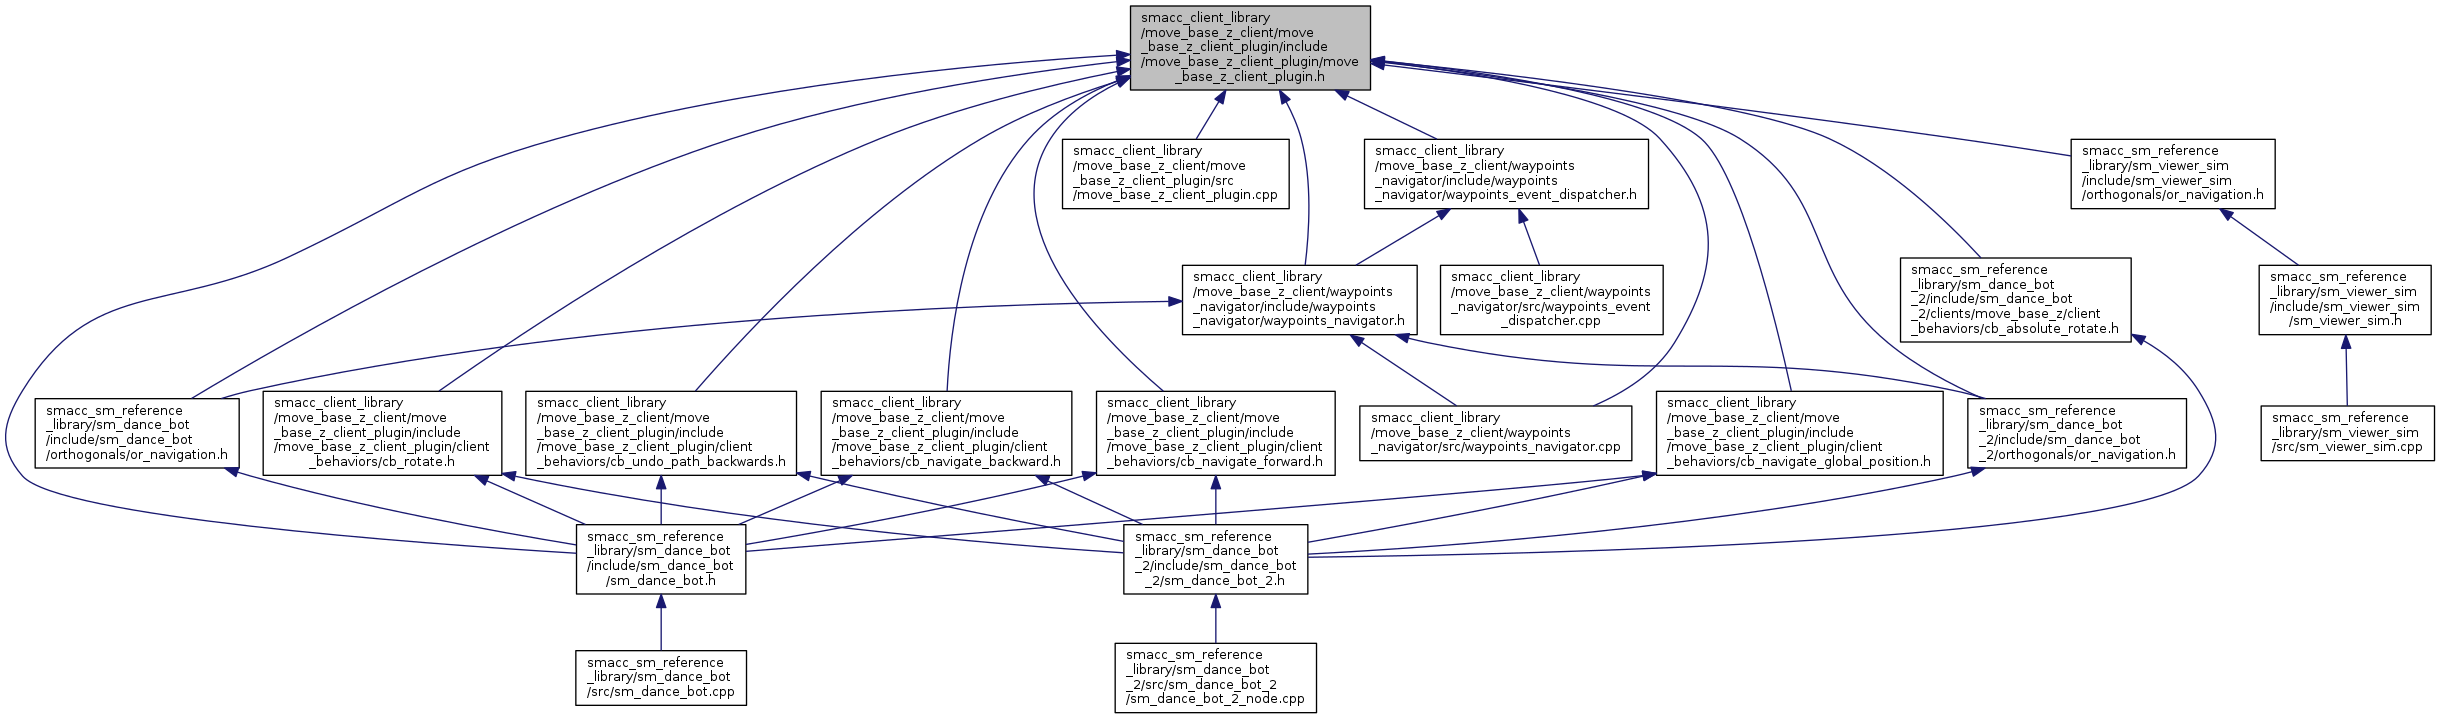 smacc_client_library
/move_base_z_client/move
_base_z_client_plugin/include
/move_base_z_client_plugin/move
_base_z_client_plugin.h
smacc_client_library
/move_base_z_client/move
_base_z_client_plugin/src
/move_base_z_client_plugin.cpp
smacc_client_library
/move_base_z_client/waypoints
_navigator/include/waypoints
_navigator/waypoints_event_dispatcher.h
smacc_sm_reference
_library/sm_viewer_sim
/include/sm_viewer_sim
/orthogonals/or_navigation.h
smacc_client_library
/move_base_z_client/waypoints
_navigator/include/waypoints
_navigator/waypoints_navigator.h
smacc_client_library
/move_base_z_client/waypoints
_navigator/src/waypoints_event
_dispatcher.cpp
smacc_sm_reference
_library/sm_dance_bot
_2/include/sm_dance_bot
_2/clients/move_base_z/client
_behaviors/cb_absolute_rotate.h
smacc_sm_reference
_library/sm_viewer_sim
/include/sm_viewer_sim
/sm_viewer_sim.h
smacc_sm_reference
_library/sm_dance_bot
/include/sm_dance_bot
/orthogonals/or_navigation.h
smacc_client_library
/move_base_z_client/move
_base_z_client_plugin/include
/move_base_z_client_plugin/client
_behaviors/cb_rotate.h
smacc_client_library
/move_base_z_client/move
_base_z_client_plugin/include
/move_base_z_client_plugin/client
_behaviors/cb_undo_path_backwards.h
smacc_client_library
/move_base_z_client/move
_base_z_client_plugin/include
/move_base_z_client_plugin/client
_behaviors/cb_navigate_backward.h
smacc_client_library
/move_base_z_client/move
_base_z_client_plugin/include
/move_base_z_client_plugin/client
_behaviors/cb_navigate_forward.h
smacc_client_library
/move_base_z_client/waypoints
_navigator/src/waypoints_navigator.cpp
smacc_client_library
/move_base_z_client/move
_base_z_client_plugin/include
/move_base_z_client_plugin/client
_behaviors/cb_navigate_global_position.h
smacc_sm_reference
_library/sm_dance_bot
_2/include/sm_dance_bot
_2/orthogonals/or_navigation.h
smacc_sm_reference
_library/sm_viewer_sim
/src/sm_viewer_sim.cpp
smacc_sm_reference
_library/sm_dance_bot
/include/sm_dance_bot
/sm_dance_bot.h
smacc_sm_reference
_library/sm_dance_bot
_2/include/sm_dance_bot
_2/sm_dance_bot_2.h
smacc_sm_reference
_library/sm_dance_bot
/src/sm_dance_bot.cpp
smacc_sm_reference
_library/sm_dance_bot
_2/src/sm_dance_bot_2
/sm_dance_bot_2_node.cpp